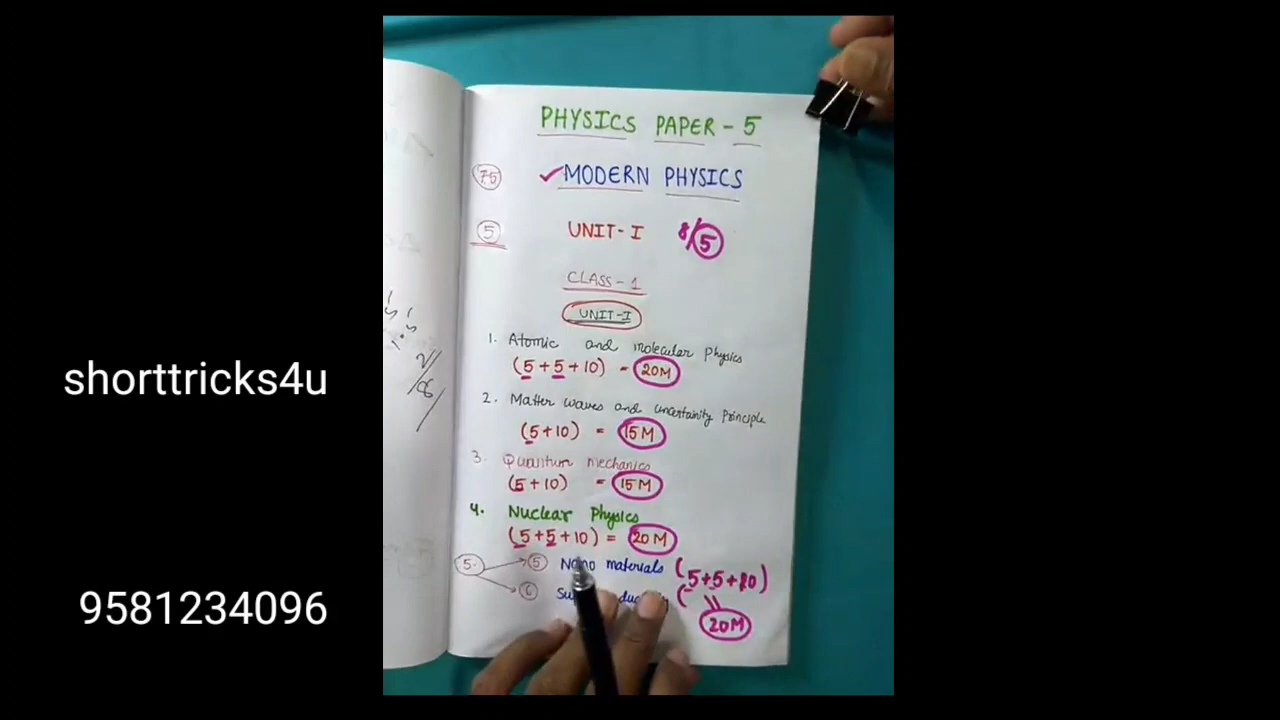 PHYSICS PAPER - 5
75 MODERN PHYSICS
5 UNIT-I 8/5
CLASS-1
UNIT-I
1. Atomic and molecular Physics
(5+5+10) = 20M
2. Matter waves and uncertainity Principle
(5+10) = 15M
3. Quantum mechanics
(5+10) = 15M
4. Nuclear Physics
(5+5+10) = 20M
5. 5 Nano materials (5+5+10)
6
20M
2/
shorttricks4u
9581234096